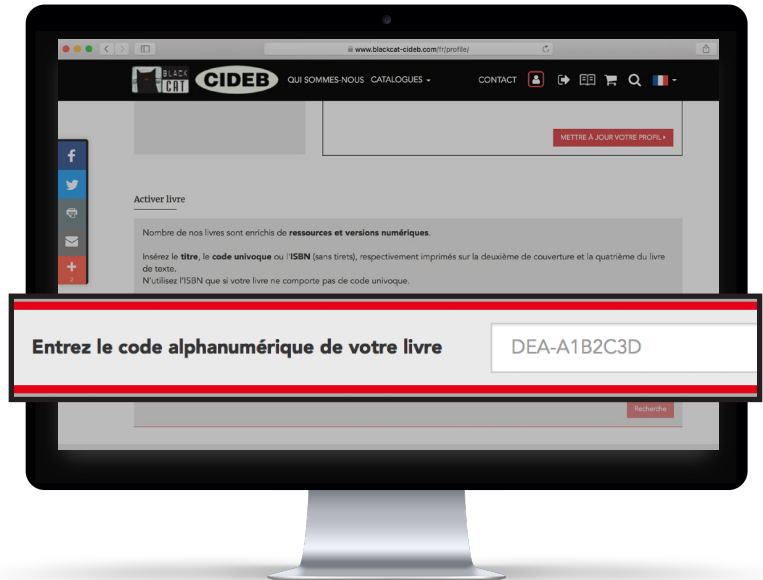 www.blackcat-cideb.com/fr/profile/
BLACK CAT CIDEB QUI SOMMES-NOUS CATALOGUES CONTACT
METTRE À JOUR VOTRE PROFIL
Activer livre
Nombre de nos livres sont enrichis de ressources et versions numériques.
Insérez le titre, le code univoque ou l'ISBN (sans tirets), respectivement imprimés sur la deuxième de couverture et la quatrième du livre
de texte.
N'utilisez l'ISBN que si votre livre ne comporte pas de code univoque.
2
Entrez le code alphanumérique de votre livre DEA-A1B2C3D
Recherche